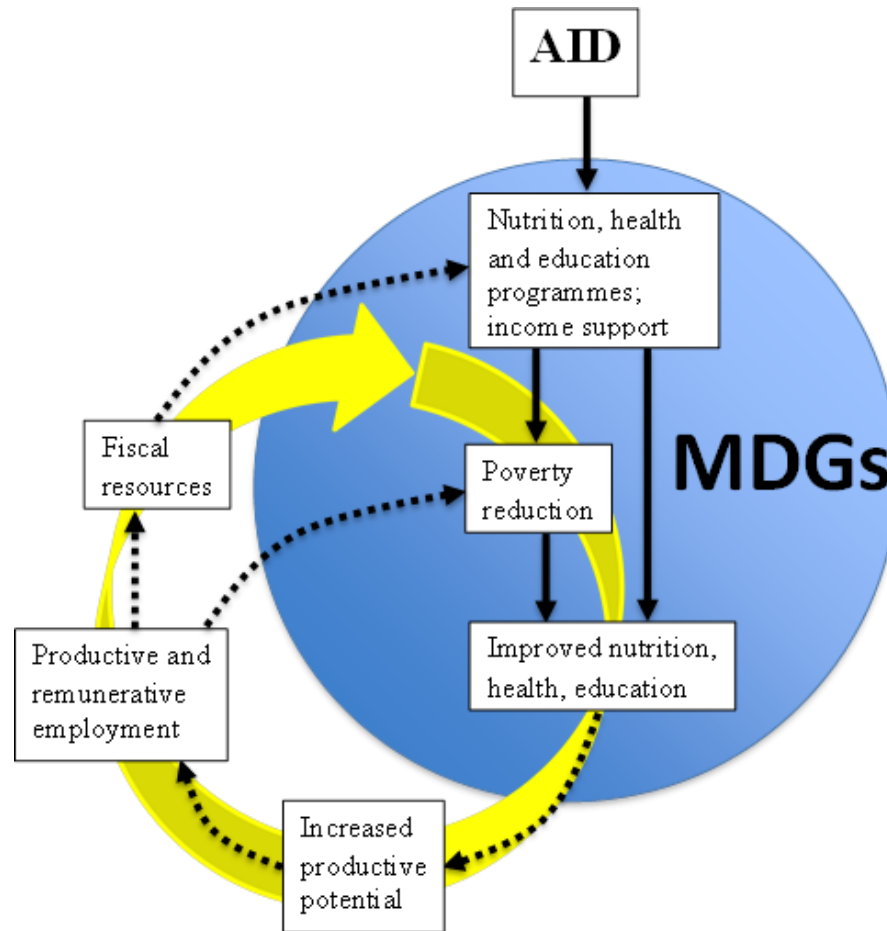 AID
Nutrition, health
and education
programmes;
income support
MDGs
Fiscal
resources
Poverty
reduction
Productive and
remunerative
employment
Improved nutrition,
health, education
Increased
productive
potential